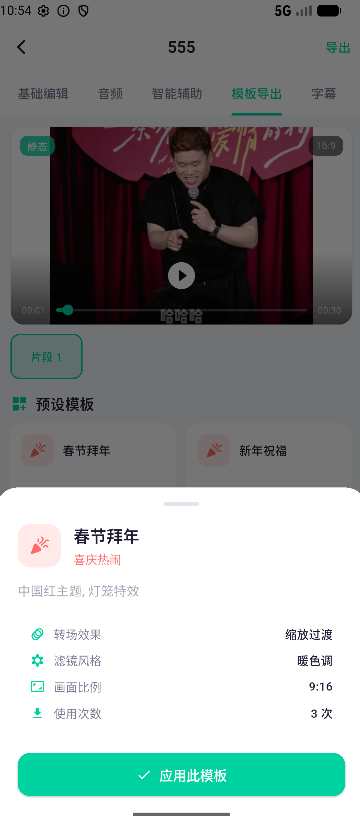 10:54 5G
555 导出
基础编辑 音频 智能辅助 模板导出 字幕
静态 16:9
00:01 00:30
哈哈哈
片段 1
预设模板
春节拜年 新年祝福
春节拜年
喜庆热闹
中国红主题, 灯笼特效
转场效果 缩放过渡
滤镜风格 暖色调
画面比例 9:16
使用次数 3 次
应用此模板